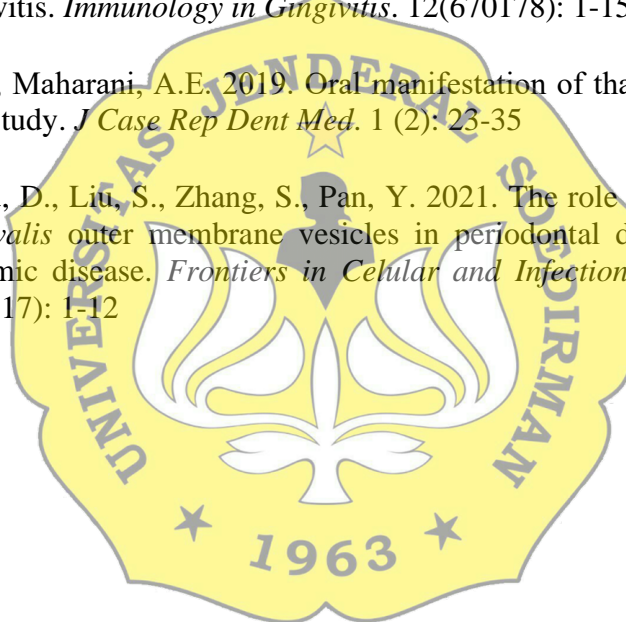 vitis. Immunology in Gingivitis. 12(670178): 1-15
, Maharani, A.E. 2019. Oral manifestation of tha
tudy. J Case Rep Dent Med. 1 (2): 23-35
, D., Liu, S., Zhang, S., Pan, Y. 2021. The role
valis outer membrane vesicles in periodontal d
mic disease. Frontiers in Celular and Infection
17): 1-12
UNIVERSITAS JENDERAL SOEDIRMAN
1963